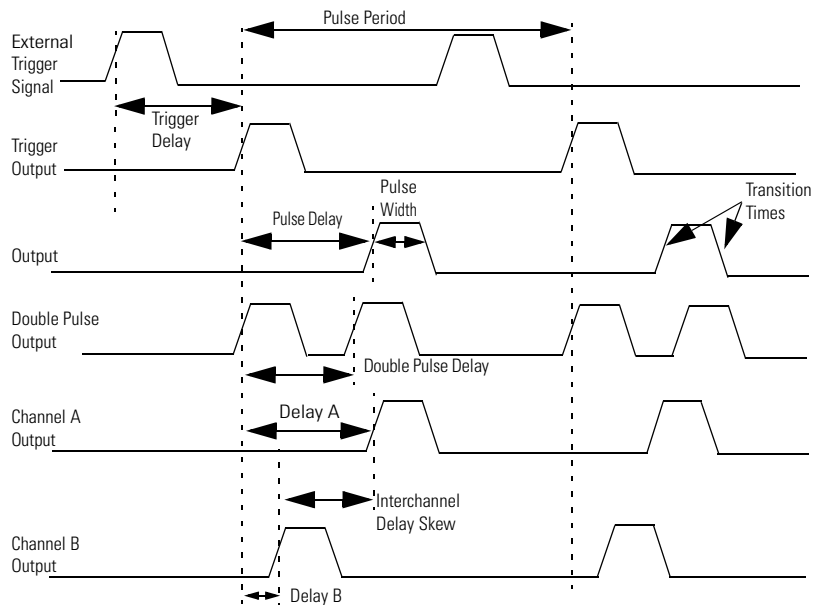 Pulse Period
External
Trigger
Signal
Trigger
Delay
Trigger
Output
Pulse
Width
Transition
Times
Pulse Delay
Output
Double Pulse
Output
Double Pulse Delay
Channel A
Output
Delay A
Interchannel
Delay Skew
Channel B
Output
Delay B